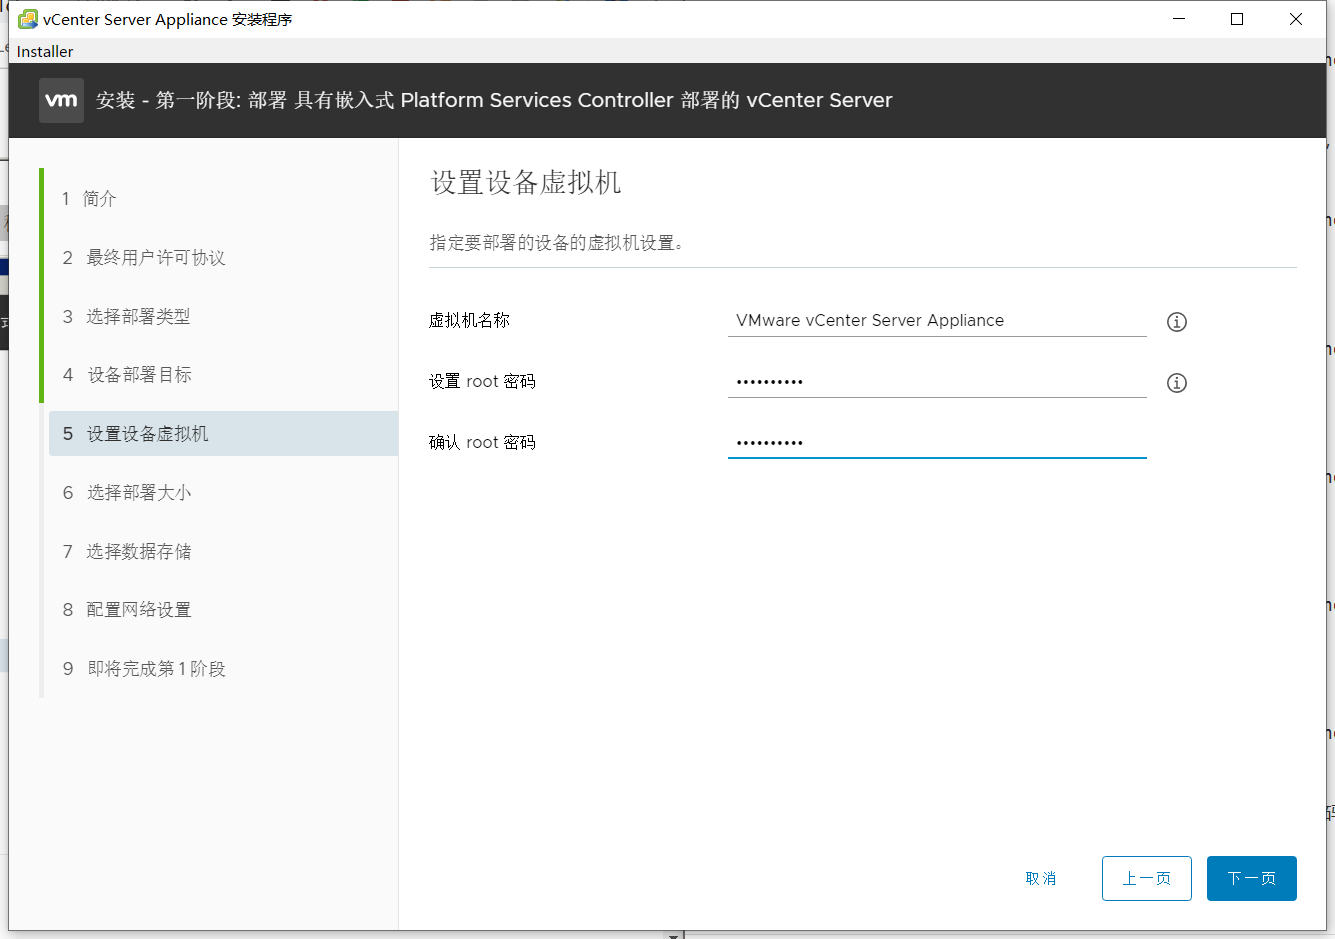 vCenter Server Appliance 安装程序
Installer
vm 安装 - 第一阶段: 部署 具有嵌入式 Platform Services Controller 部署的 vCenter Server
1 简介
2 最终用户许可协议
3 选择部署类型
4 设备部署目标
5 设置设备虚拟机
6 选择部署大小
7 选择数据存储
8 配置网络设置
9 即将完成第 1 阶段
设置设备虚拟机
指定要部署的设备的虚拟机设置。
虚拟机名称 VMware vCenter Server Appliance
设置 root 密码 ••••••••••
确认 root 密码 ••••••••••
取消 上一页 下一页